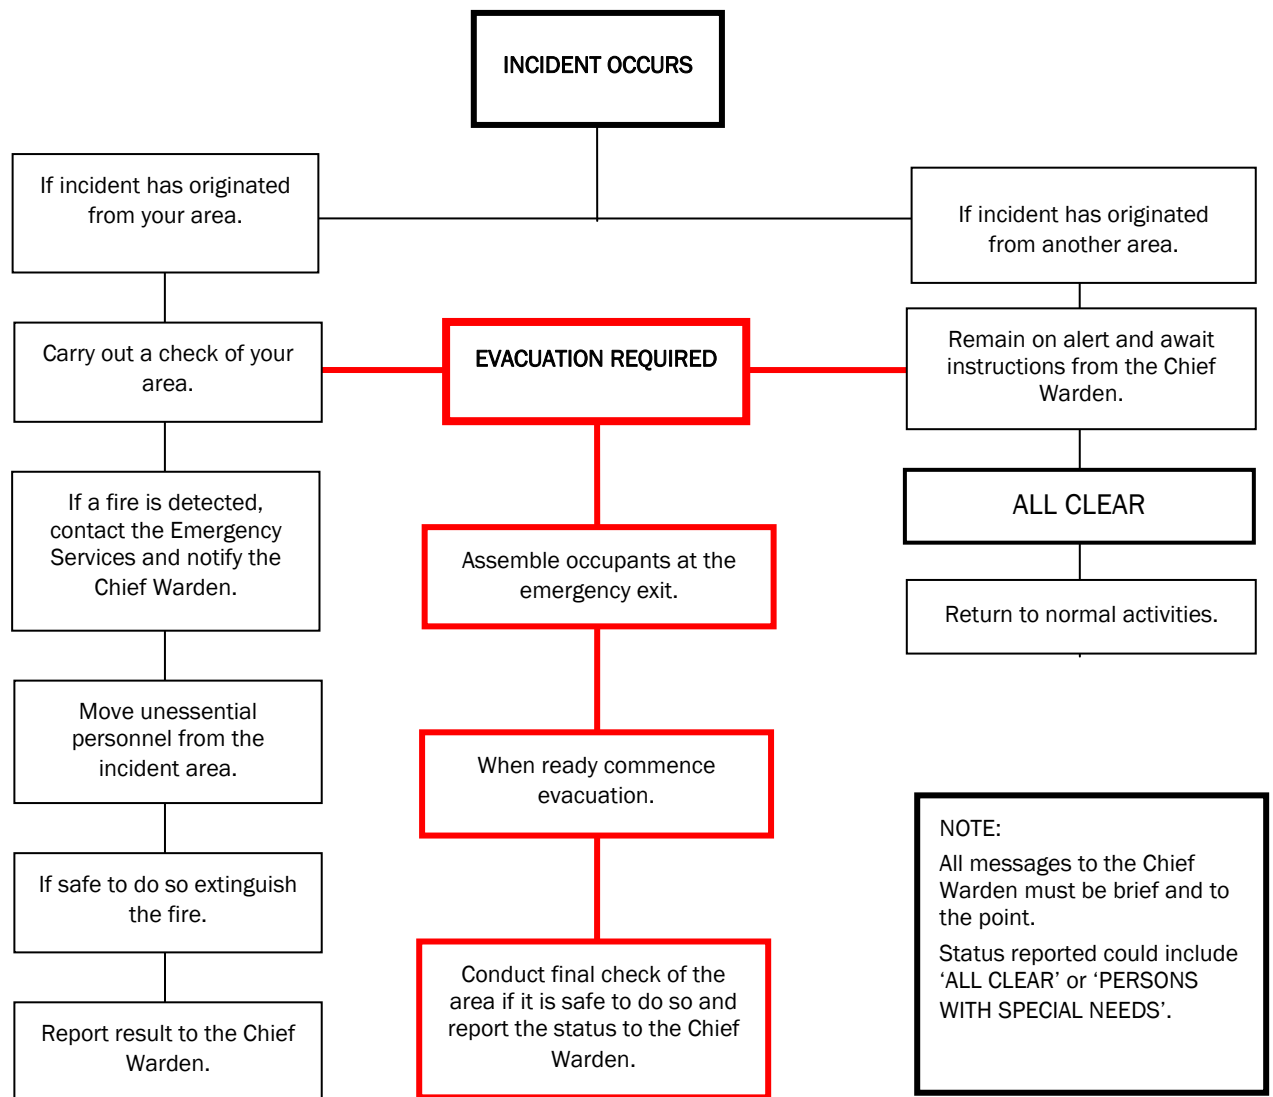 INCIDENT OCCURS
If incident has originated
from your area.
If incident has originated
from another area.
Carry out a check of your
area.
EVACUATION REQUIRED
Remain on alert and await
instructions from the Chief
Warden.
If a fire is detected,
contact the Emergency
Services and notify the
Chief Warden.
ALL CLEAR
Assemble occupants at the
emergency exit.
Return to normal activities.
Move unessential
personnel from the
incident area.
When ready commence
evacuation.
If safe to do so extinguish
the fire.
Report result to the Chief
Warden.
Conduct final check of the
area if it is safe to do so and
report the status to the Chief
Warden.
NOTE:
All messages to the Chief
Warden must be brief and to
the point.
Status reported could include
‘ALL CLEAR’ or ‘PERSONS
WITH SPECIAL NEEDS’.